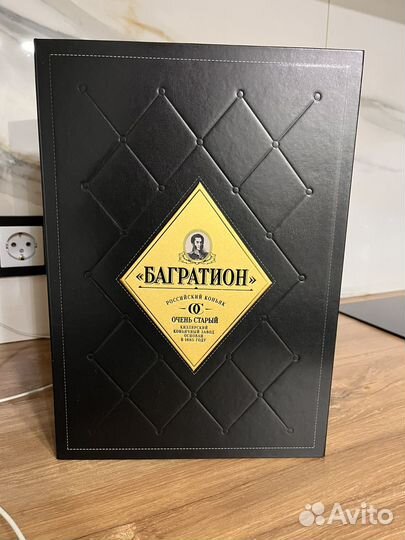 «БАГРАТИОН»
РОССИЙСКИЙ КОНЬЯК
ОС
ОЧЕНЬ СТАРЫЙ
КИЗЛЯРСКИЙ
КОНЬЯЧНЫЙ ЗАВОД
ОСНОВАН
В 1885 ГОДУ
Avito